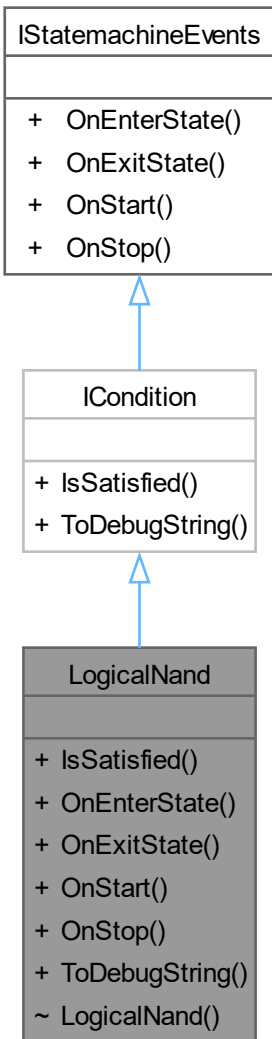 IStatemachineEvents
+ OnEnterState()
+ OnExitState()
+ OnStart()
+ OnStop()
ICondition
+ IsSatisfied()
+ ToDebugString()
LogicalNand
+ IsSatisfied()
+ OnEnterState()
+ OnExitState()
+ OnStart()
+ OnStop()
+ ToDebugString()
~ LogicalNand()